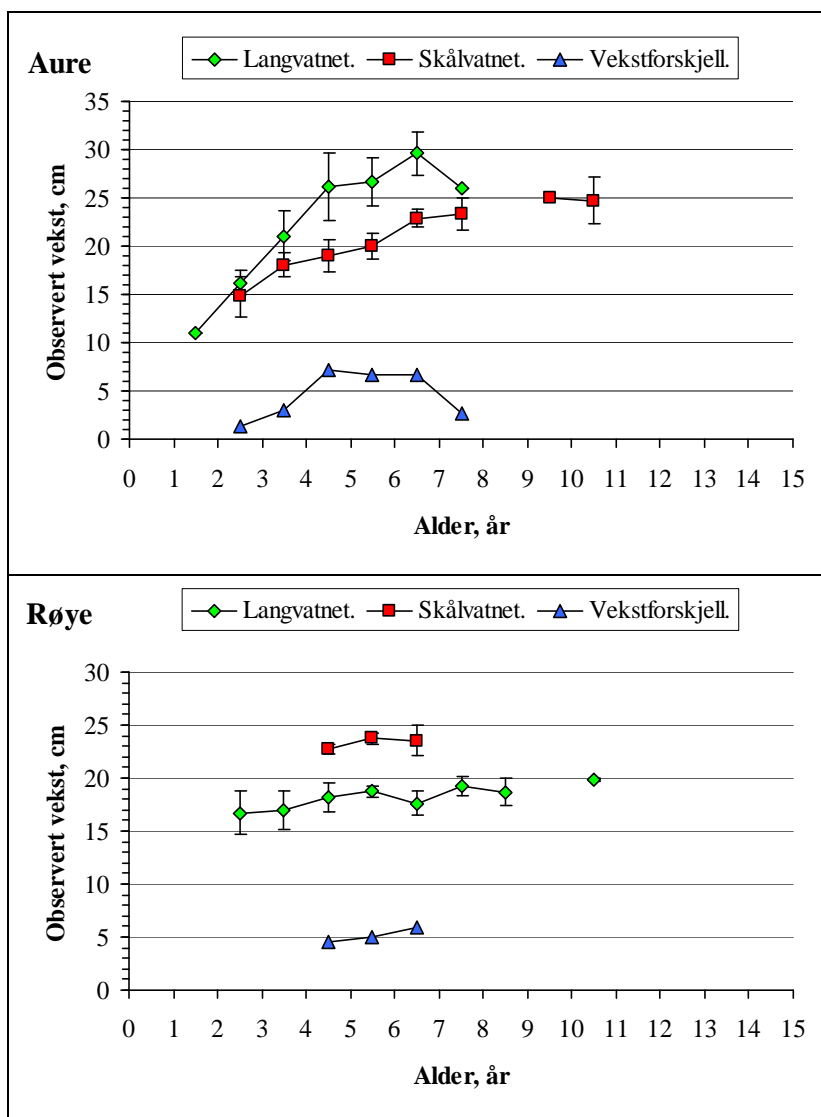 Aure
Langvatnet. Skålvatnet. Vekstforskjell.
35
30
25
20
15
10
5
0
Observert vekst, cm
0 1 2 3 4 5 6 7 8 9 10 11 12 13 14 15
Alder, år
Røye
Langvatnet. Skålvatnet. Vekstforskjell.
30
25
20
15
10
5
0
Observert vekst, cm
0 1 2 3 4 5 6 7 8 9 10 11 12 13 14 15
Alder, år